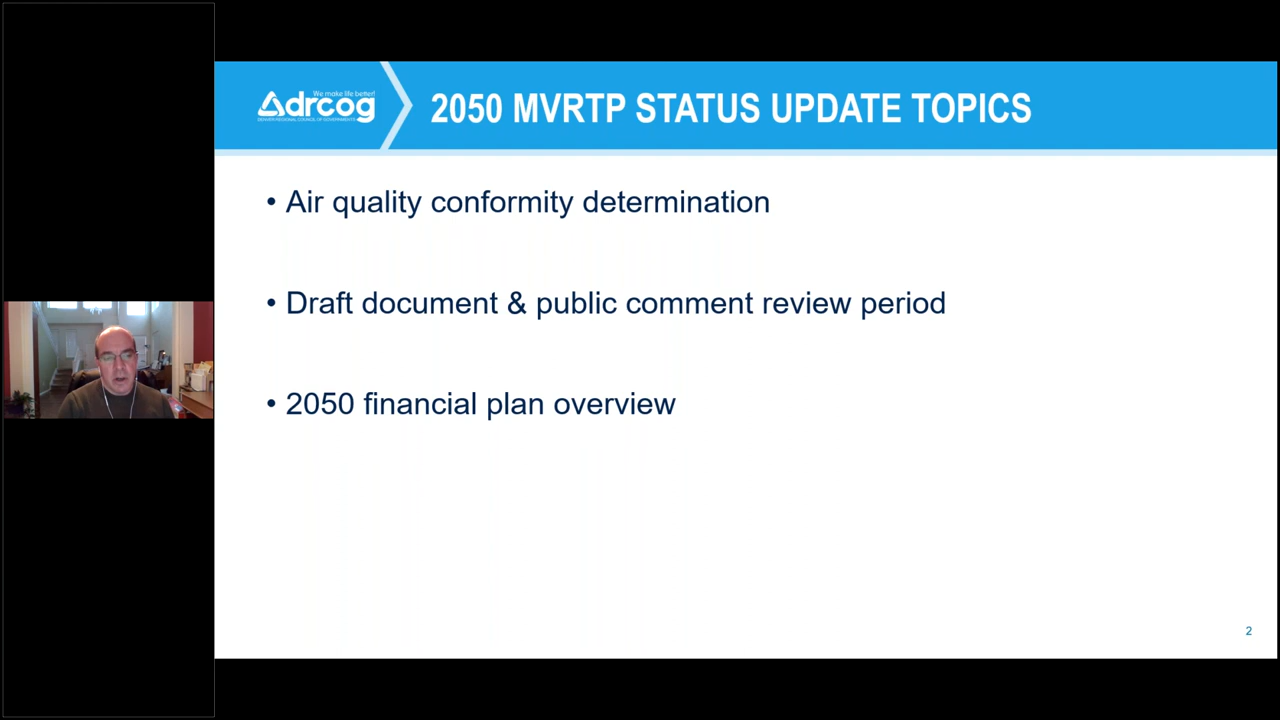 We make life better!
drcog
DENVER REGIONAL COUNCIL OF GOVERNMENTS
2050 MVRTP STATUS UPDATE TOPICS
• Air quality conformity determination
• Draft document & public comment review period
• 2050 financial plan overview
2